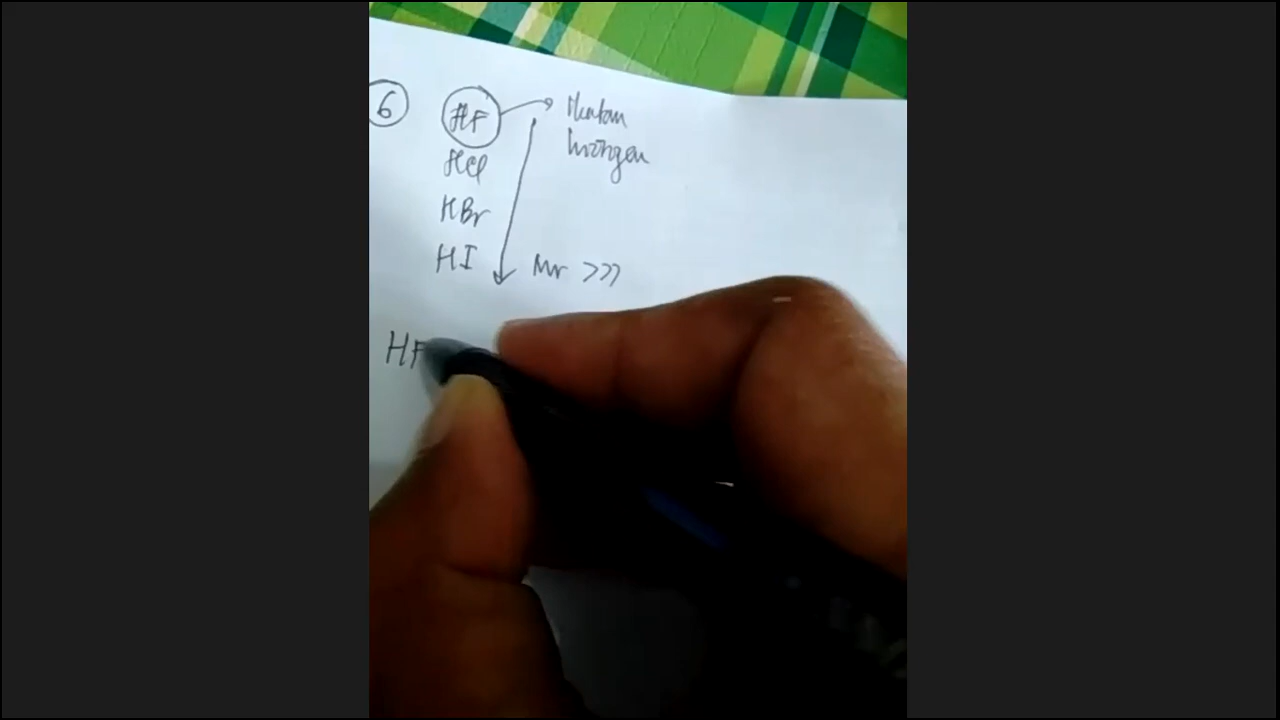 6 HF Ikatan
hidrogen
HCl
HBr
HI Mr >>>
HF